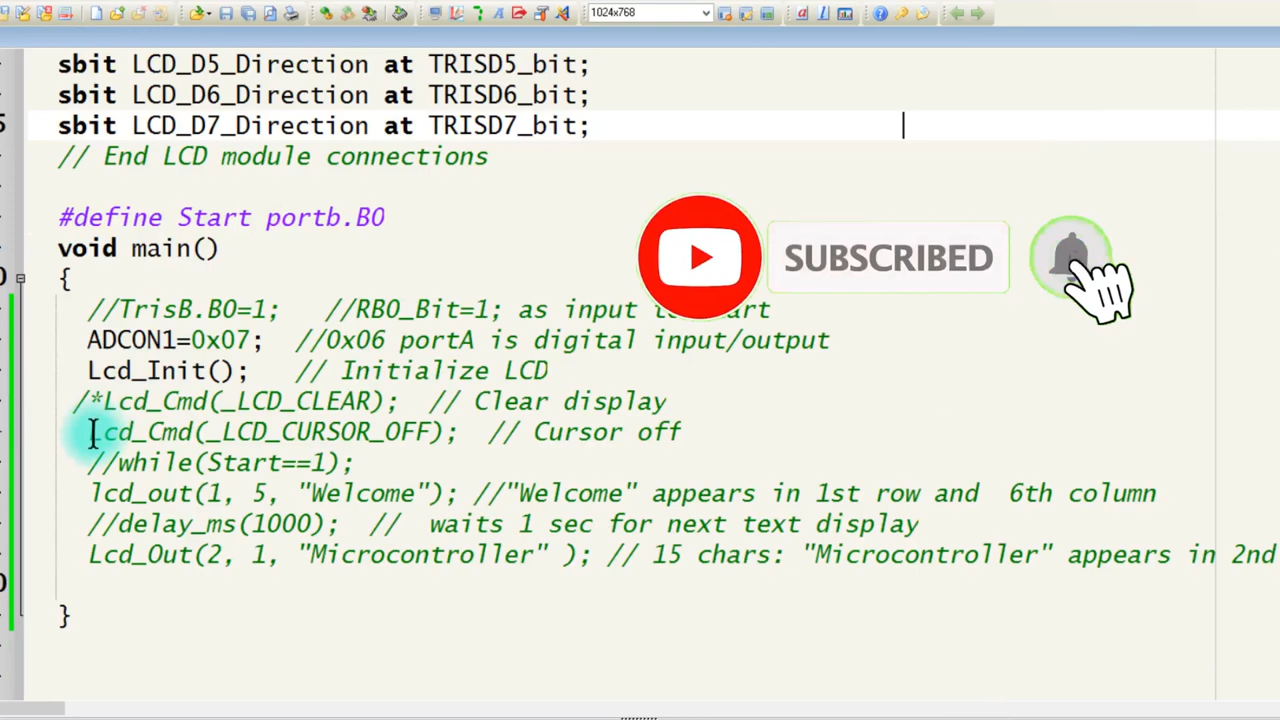 1024x768
sbit LCD_D5_Direction at TRISD5_bit;
sbit LCD_D6_Direction at TRISD6_bit;
5 sbit LCD_D7_Direction at TRISD7_bit;
// End LCD module connections
#define Start portb.B0
void main()
0 {
//TrisB.B0=1; //RB0_Bit=1; as input
ADCON1=0x07; //0x06 portA is digital input/output
Lcd_Init(); // Initialize LCD
/*Lcd_Cmd(_LCD_CLEAR); // Clear display
Lcd_Cmd(_LCD_CURSOR_OFF); // Cursor off
//while(Start==1);
lcd_out(1, 5, "Welcome"); //"Welcome" appears in 1st row and 6th column
//delay_ms(1000); // waits 1 sec for next text display
Lcd_Out(2, 1, "Microcontroller" ); // 15 chars: "Microcontroller" appears in 2nd
0
}
SUBSCRIBED